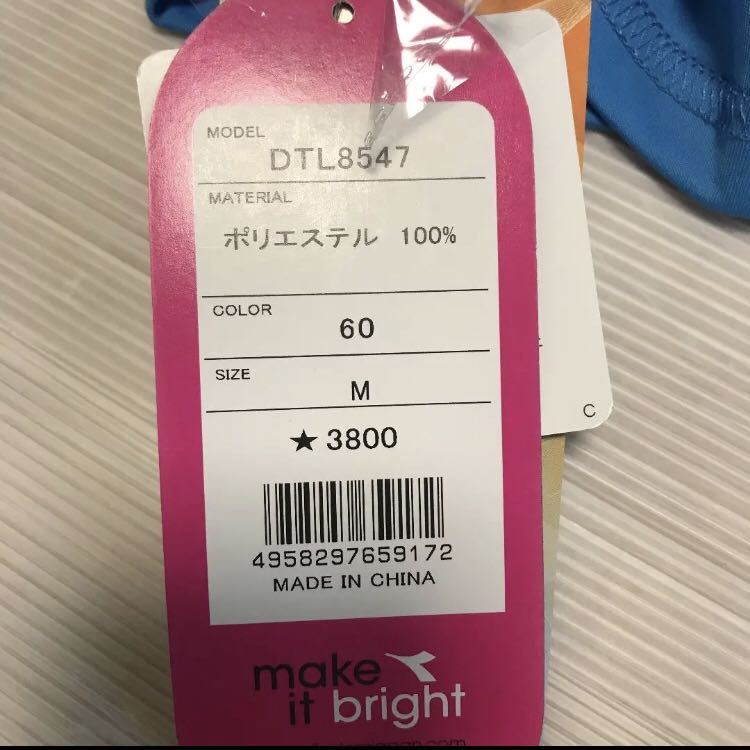 MODEL
DTL8547
MATERIAL
ポリエステル 100%
COLOR
60
SIZE
M
★3800
4958297659172
MADE IN CHINA
make
it bright
C